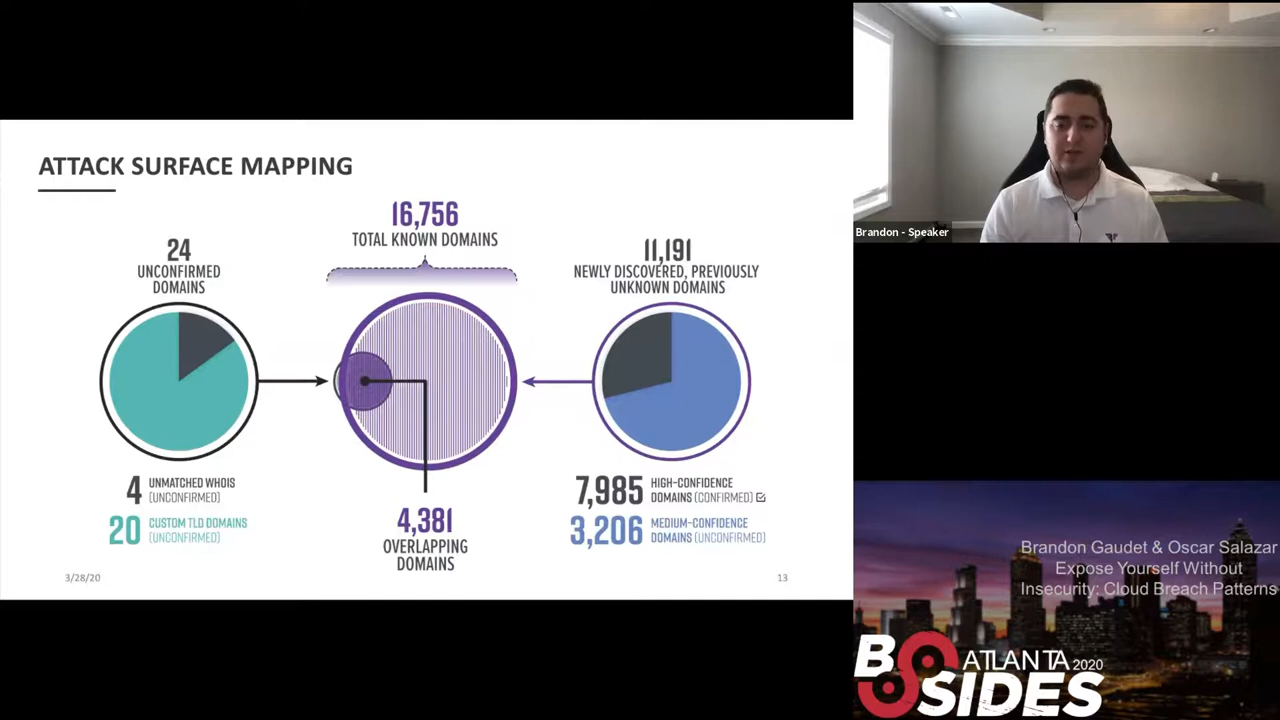 ATTACK SURFACE MAPPING
24
UNCONFIRMED
DOMAINS
16,756
TOTAL KNOWN DOMAINS
11,191
NEWLY DISCOVERED, PREVIOUSLY
UNKNOWN DOMAINS
4 UNMATCHED WHOIS
(UNCONFIRMED)
20 CUSTOM TLD DOMAINS
(UNCONFIRMED)
4,381
OVERLAPPING
DOMAINS
7,985 HIGH-CONFIDENCE
DOMAINS (CONFIRMED)
3,206 MEDIUM-CONFIDENCE
DOMAINS (UNCONFIRMED)
3/28/20
13
Brandon - Speaker
Brandon Gaudet & Oscar Salazar
Expose Yourself Without
Insecurity: Cloud Breach Patterns
BSIDES
ATLANTA 2020